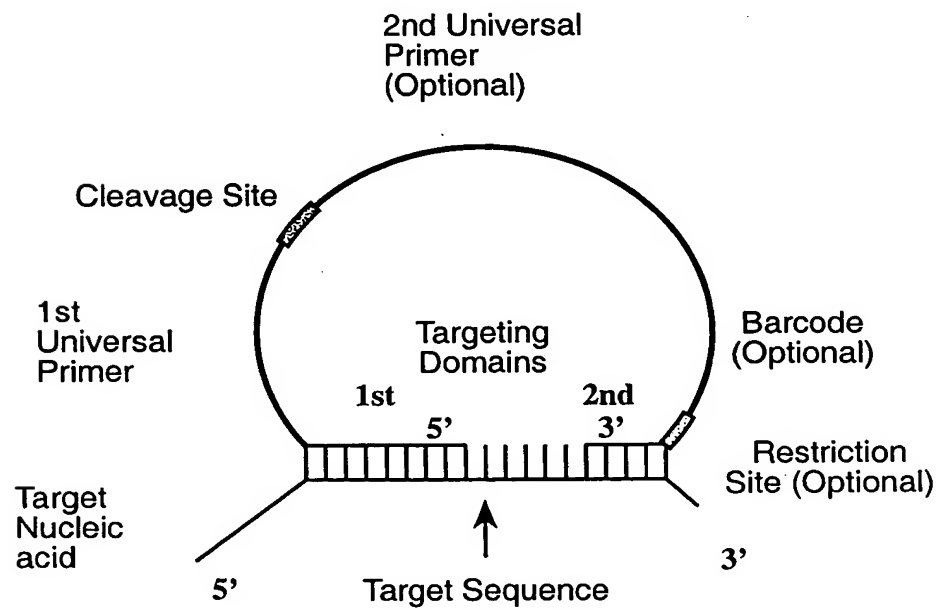 2nd Universal
Primer
(Optional)
Cleavage Site
1st
Universal
Primer
Targeting
Domains
Barcode
(Optional)
1st
2nd
5’
3’
Restriction
Site (Optional)
Target
Nucleic
acid
5’
Target Sequence
3’